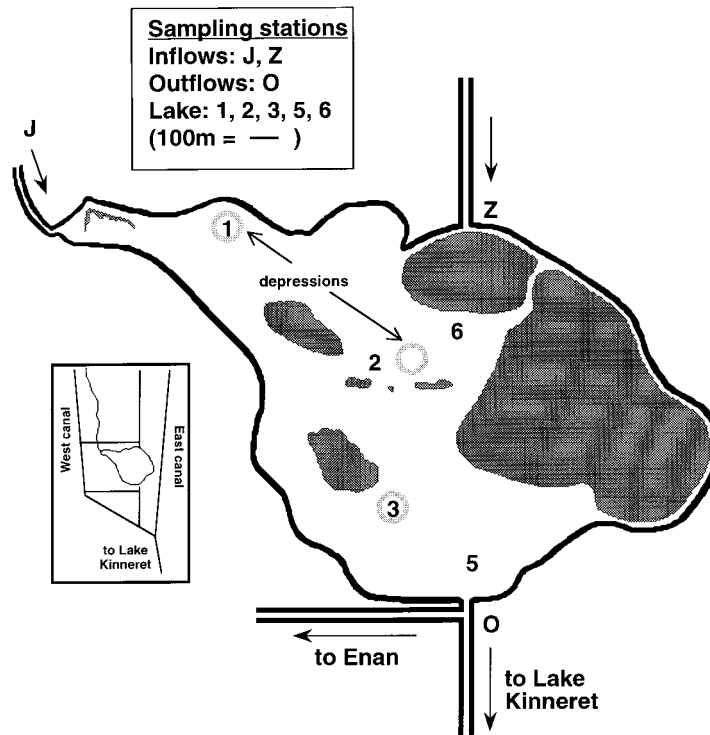 Sampling stations
Inflows: J, Z
Outflows: O
Lake: 1, 2, 3, 5, 6
(100m = — )
J
Z
1
depressions
6
2
West canal
East canal
to Lake
Kinneret
3
5
O
to Enan
to Lake
Kinneret